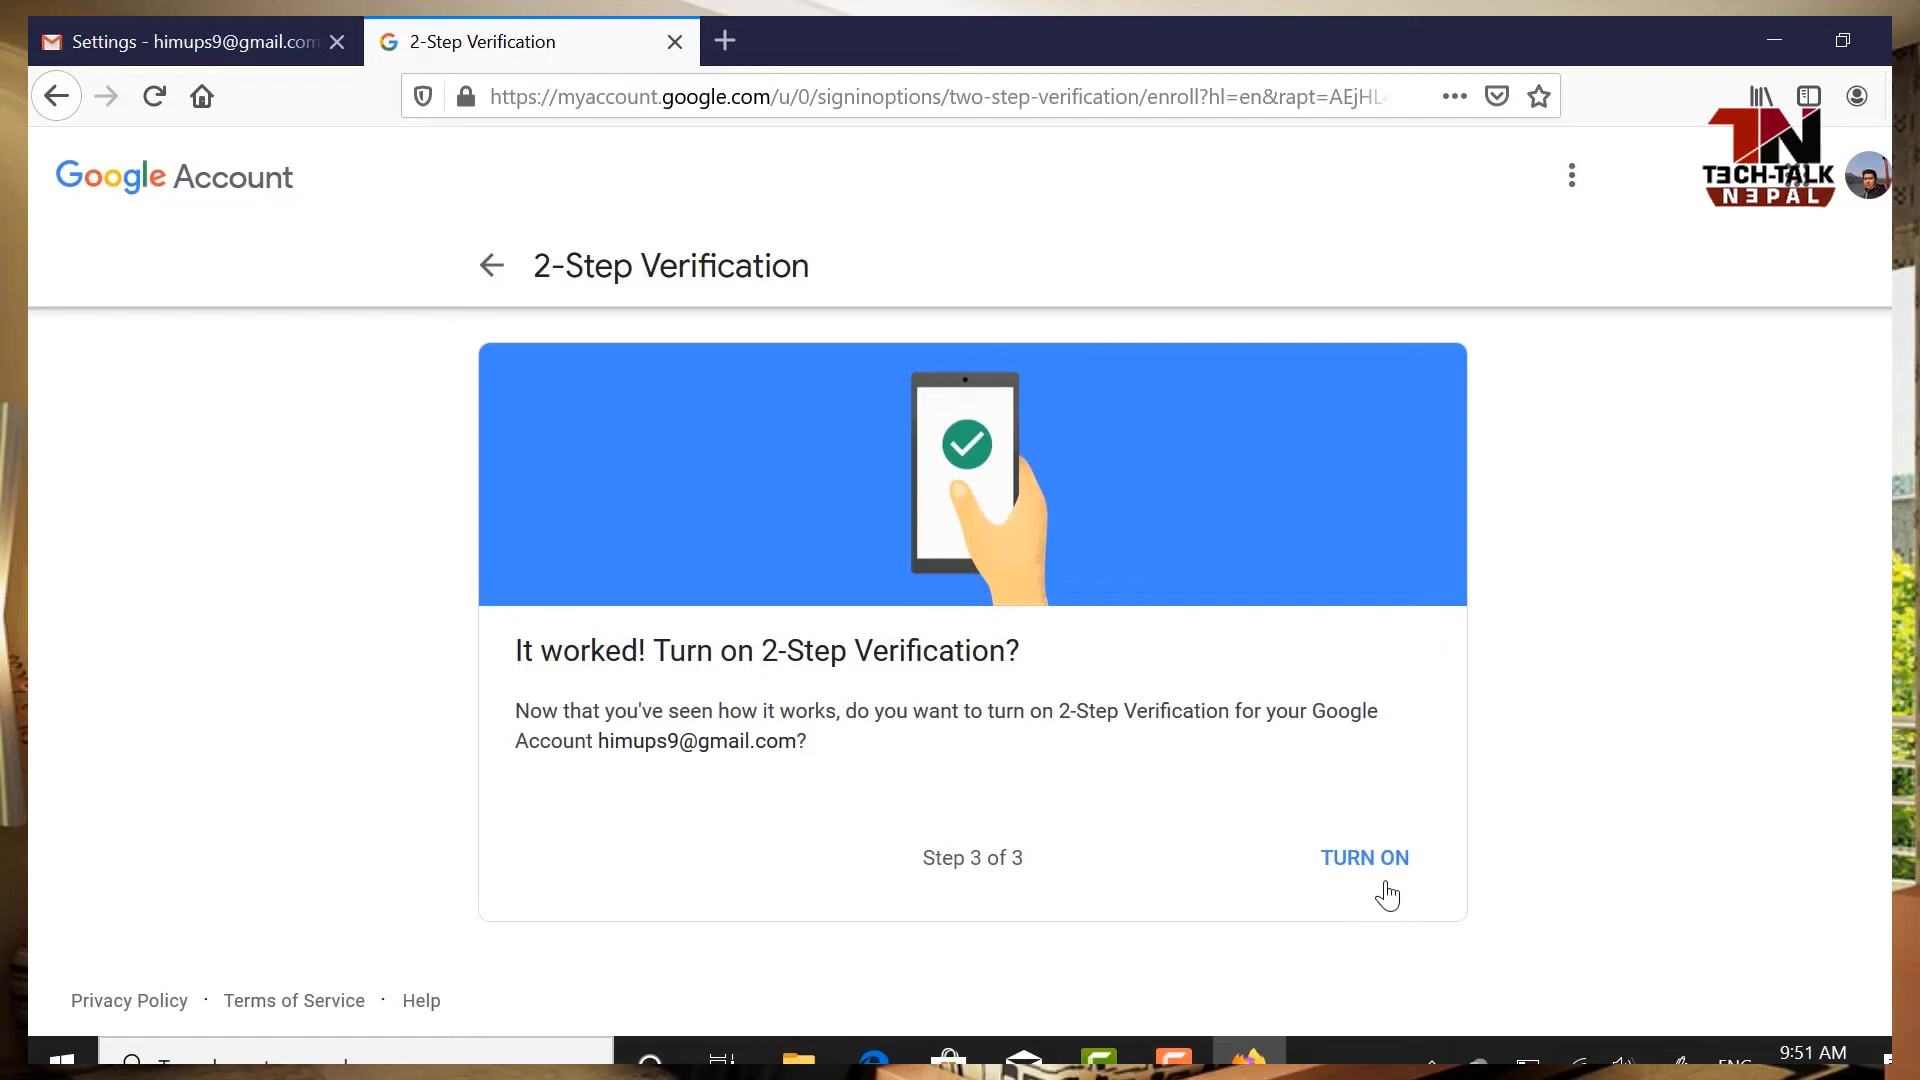 Settings - himups9@gmail.com
2-Step Verification
https://myaccount.google.com/u/0/signinoptions/two-step-verification/enroll?hl=en&rapt=AEjHL
TN
TECH-TALK
NEPAL
Google Account
2-Step Verification
It worked! Turn on 2-Step Verification?
Now that you've seen how it works, do you want to turn on 2-Step Verification for your Google
Account himups9@gmail.com?
Step 3 of 3
TURN ON
Privacy Policy · Terms of Service · Help
9:51 AM